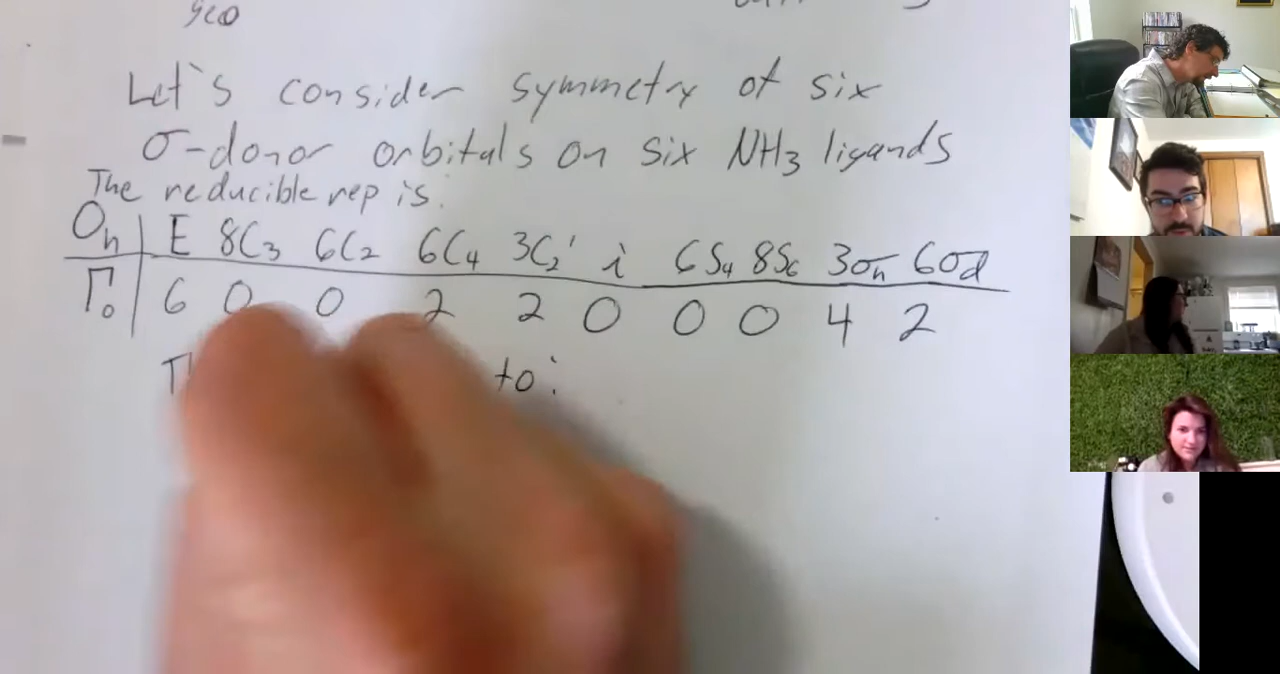 geo
Let's consider symmetry of six
σ-donor orbitals on six NH3 ligands
The reducible rep is:
Oh | E 8C3 6C2 6C4 3C2' i 6S4 8S6 3σh 6σd
Γσ | 6 0 0 2 2 0 0 0 4 2
to: